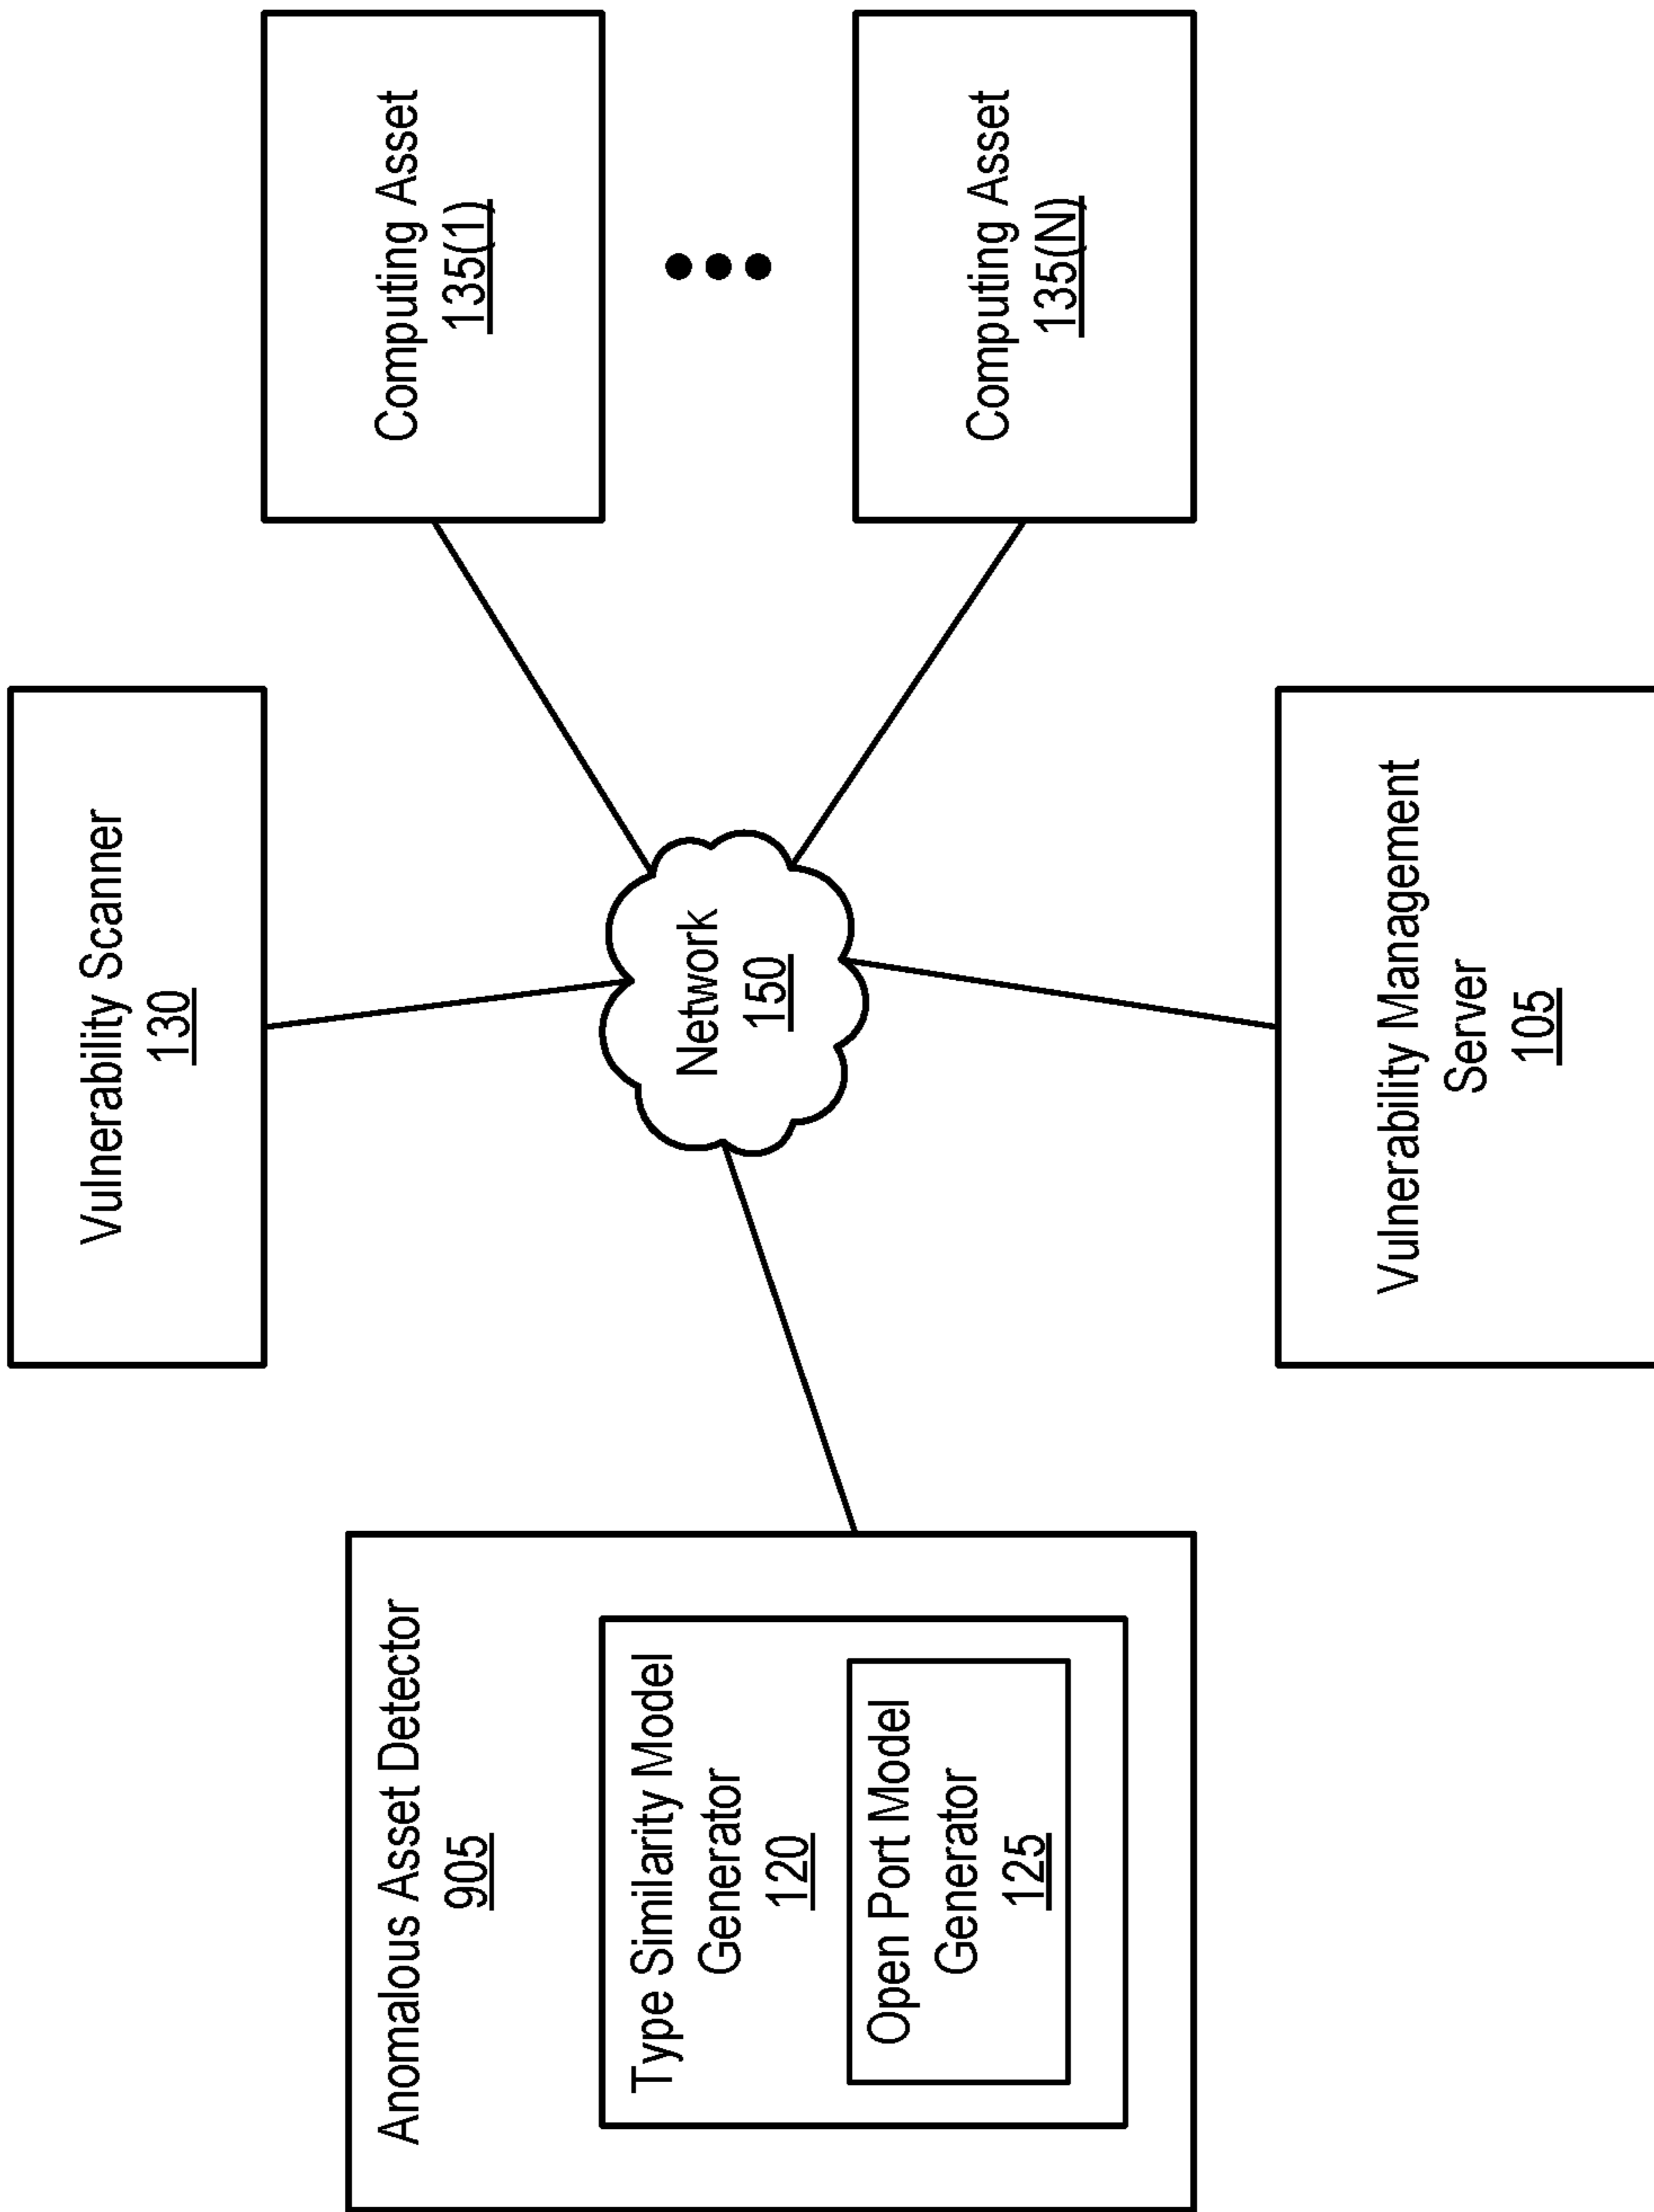 Vulnerability Scanner
130
Anomalous Asset Detector
905
Type Similarity Model
Generator
120
Open Port Model
Generator
125
Network
150
Computing Asset
135(1)
Computing Asset
135(N)
Vulnerability Management
Server
105